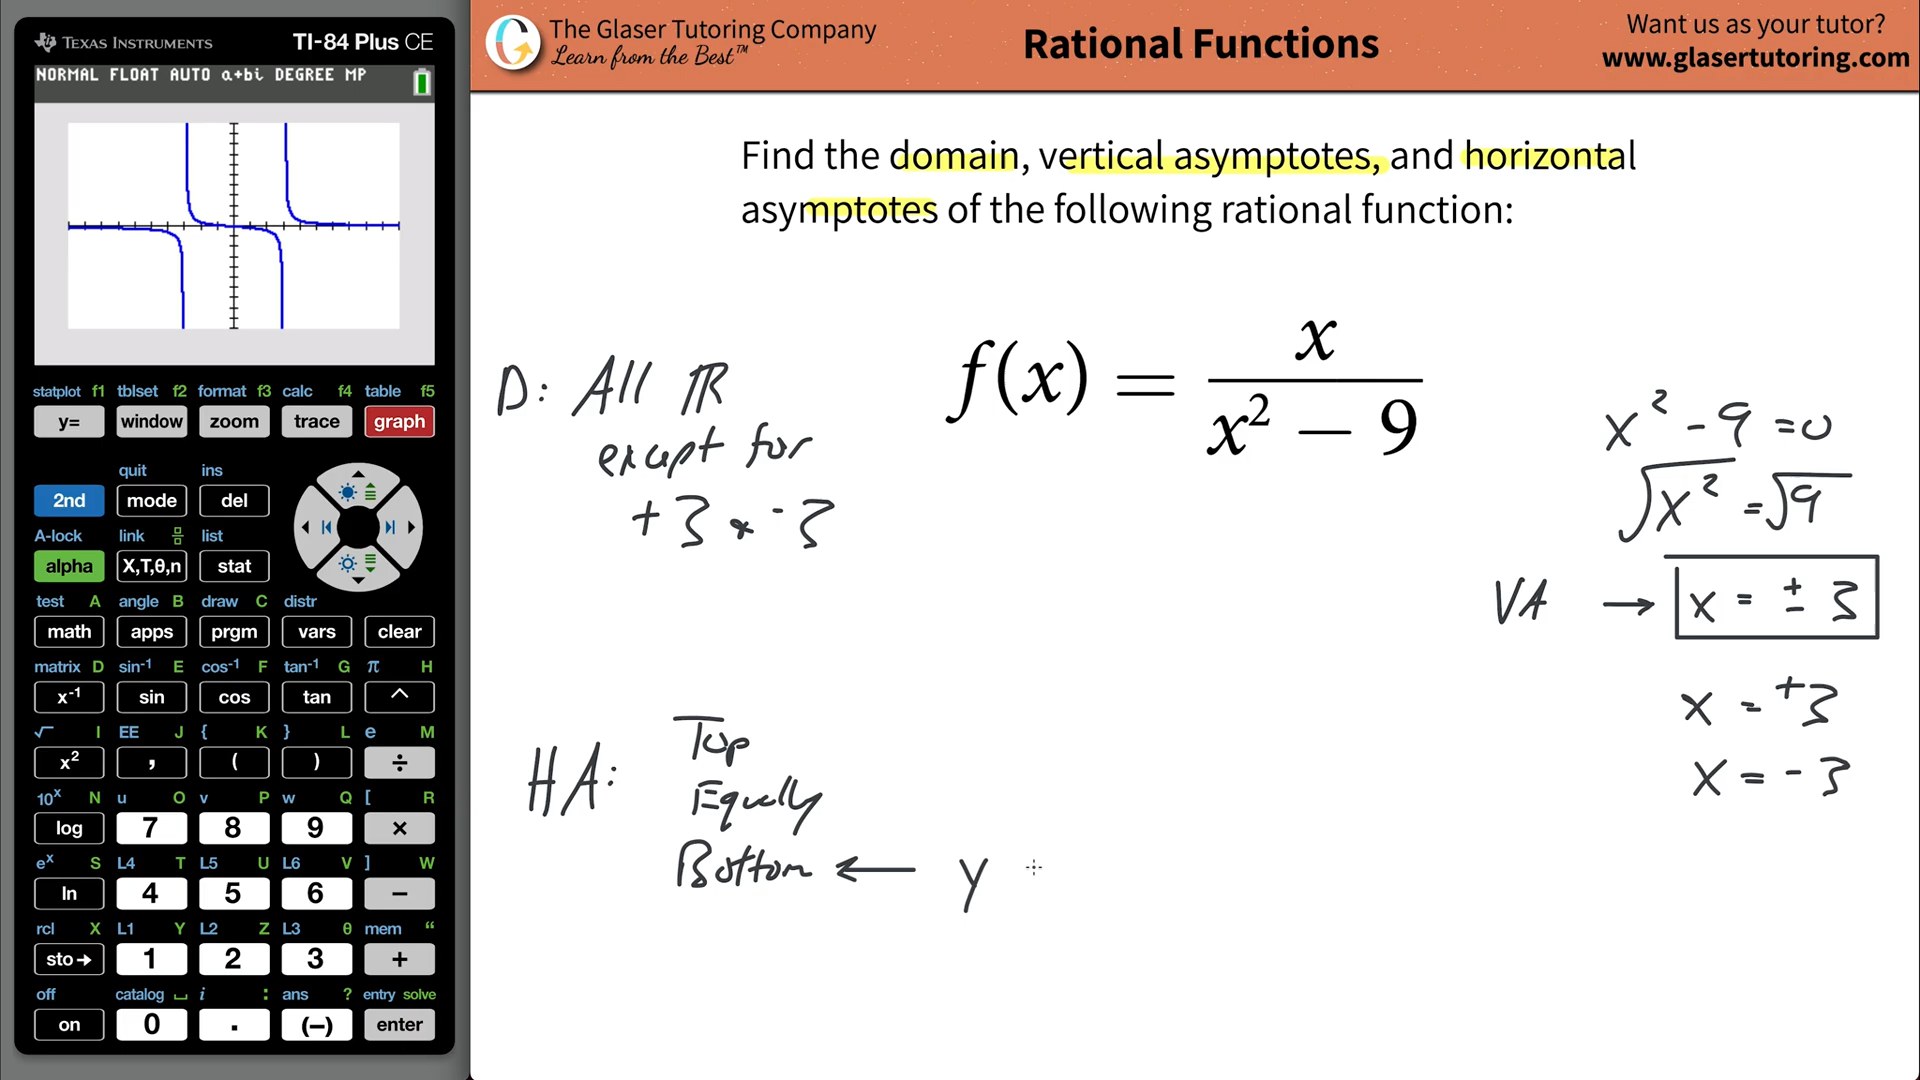 TEXAS INSTRUMENTS TI-84 Plus CE
NORMAL FLOAT AUTO a+bi DEGREE MP
statplot f1 tblset f2 format f3 calc f4 table f5
y= window zoom trace graph
quit ins
2nd mode del
A-lock link list
alpha X,T,θ,n stat
test A angle B draw C distr
math apps prgm vars clear
matrix D sin⁻¹ E cos⁻¹ F tan⁻¹ G π H
x⁻¹ sin cos tan ^
√ I EE J { K } L e M
x² , ( ) ÷
10ˣ N u O v P w Q [ R
log 7 8 9 ×
eˣ S L4 T L5 U L6 V ] W
ln 4 5 6 −
rcl X L1 Y L2 Z L3 θ mem “
sto→ 1 2 3 +
off catalog ⎵ i : ans ? entry solve
on 0 . (−) enter
The Glaser Tutoring Company
Learn from the Best™
Rational Functions
Want us as your tutor?
www.glasertutoring.com
Find the domain, vertical asymptotes, and horizontal
asymptotes of the following rational function:
f(x) = x / (x² − 9)
D: All ℝ
except for
+3 & -3
x² - 9 = 0
√x² = √9
VA → x = ± 3
x = +3
x = -3
HA: Top
Equally
Bottom ← y